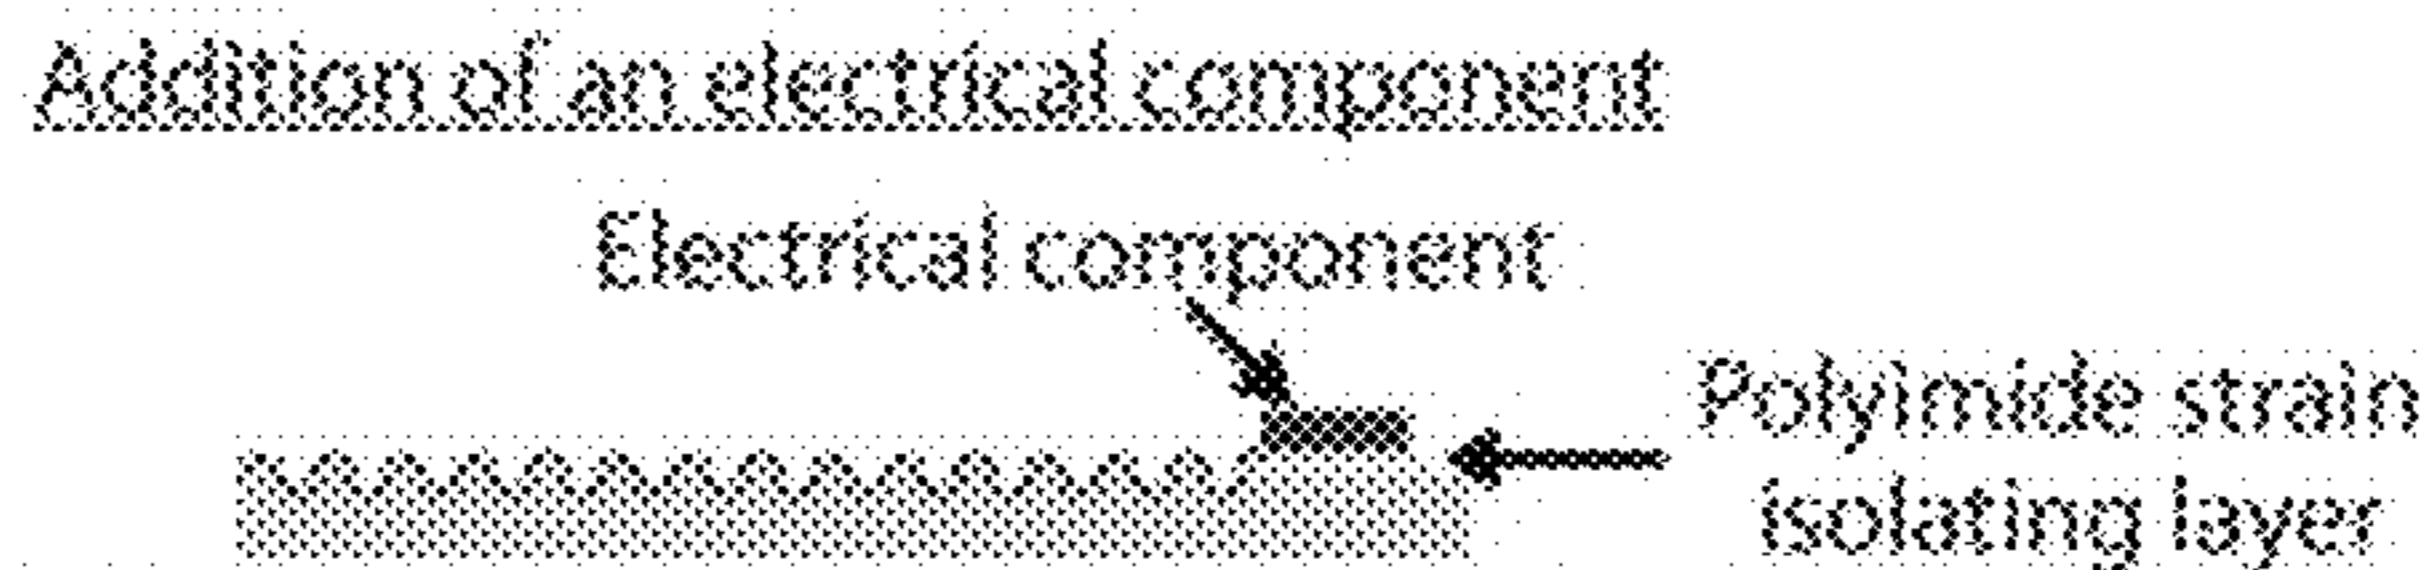 Addition of an electrical component
Electrical component
Polyimide strain
isolating layer